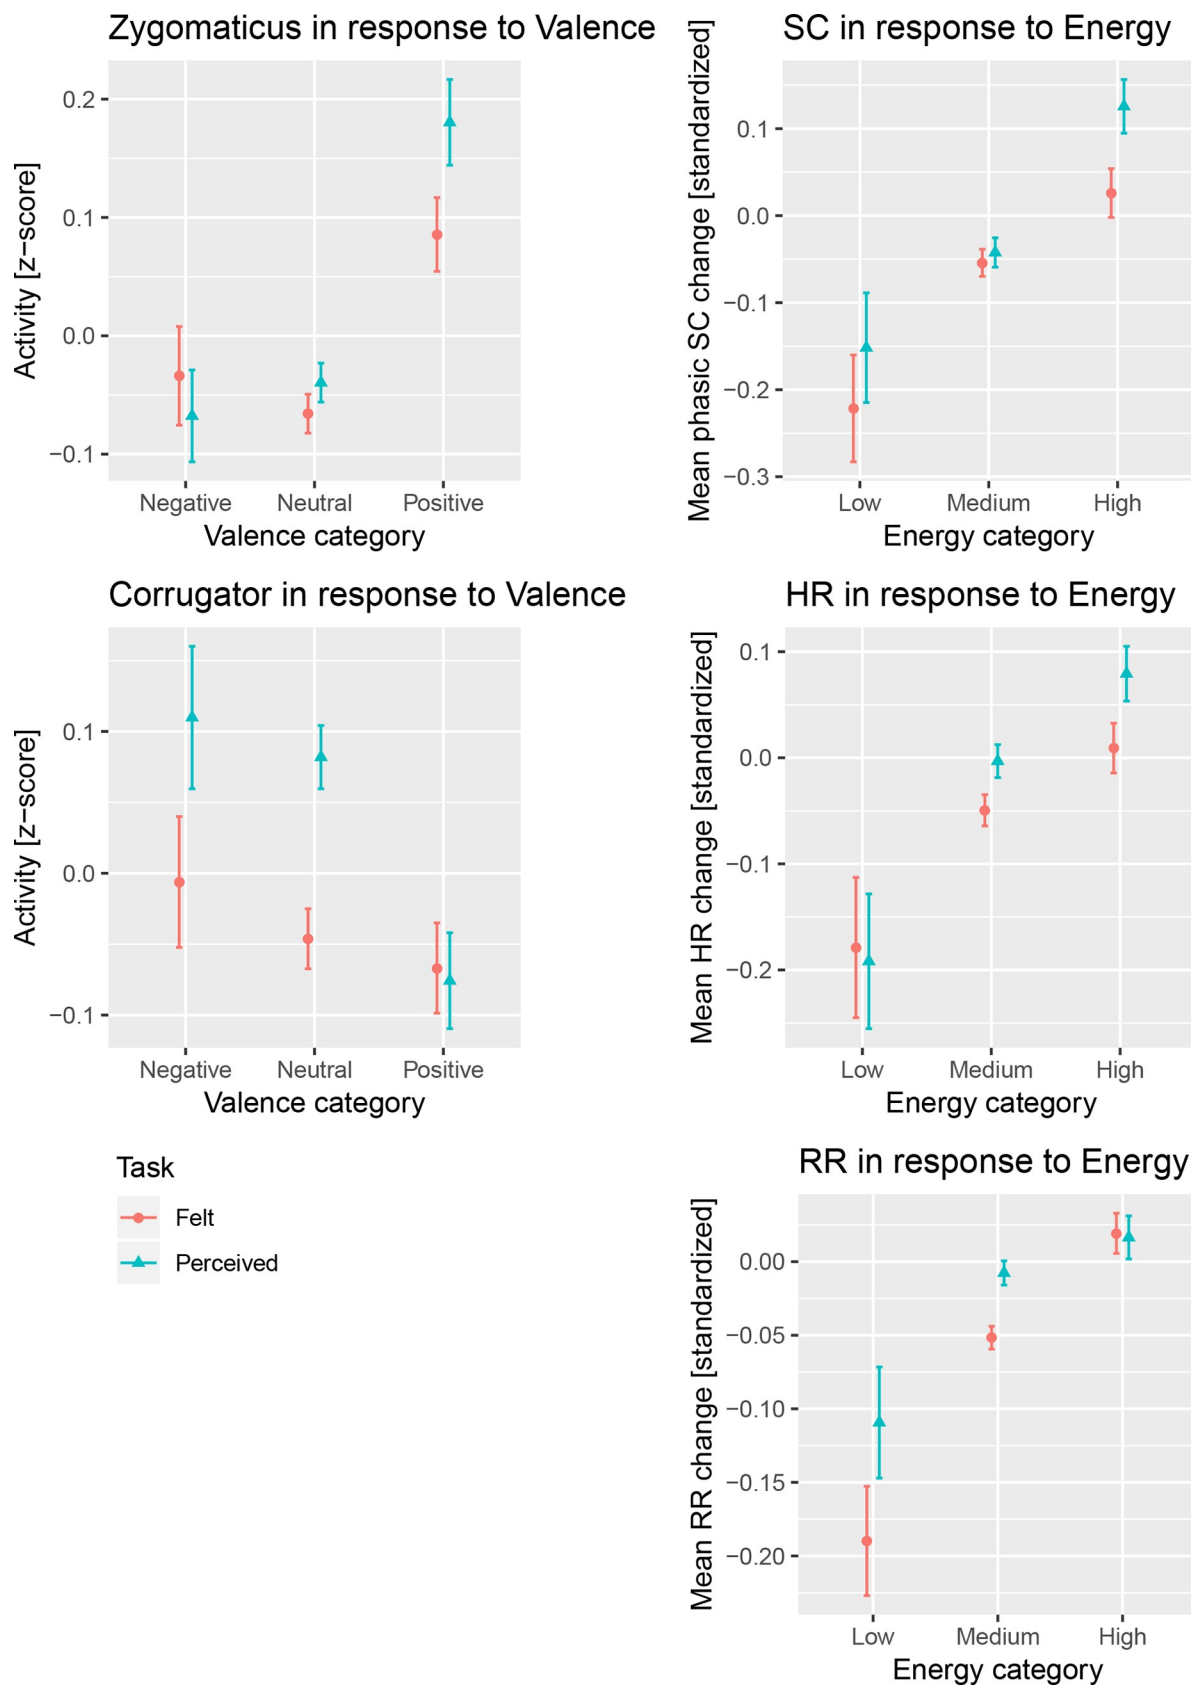 Zygomaticus in response to Valence
Activity [z−score]
0.2
0.1
0.0
−0.1
Negative Neutral Positive
Valence category
SC in response to Energy
Mean phasic SC change [standardized]
0.1
0.0
−0.1
−0.2
−0.3
Low Medium High
Energy category
Corrugator in response to Valence
Activity [z−score]
0.1
0.0
−0.1
Negative Neutral Positive
Valence category
HR in response to Energy
Mean HR change [standardized]
0.1
0.0
−0.1
−0.2
Low Medium High
Energy category
Task
Felt
Perceived
RR in response to Energy
Mean RR change [standardized]
0.00
−0.05
−0.10
−0.15
−0.20
Low Medium High
Energy category